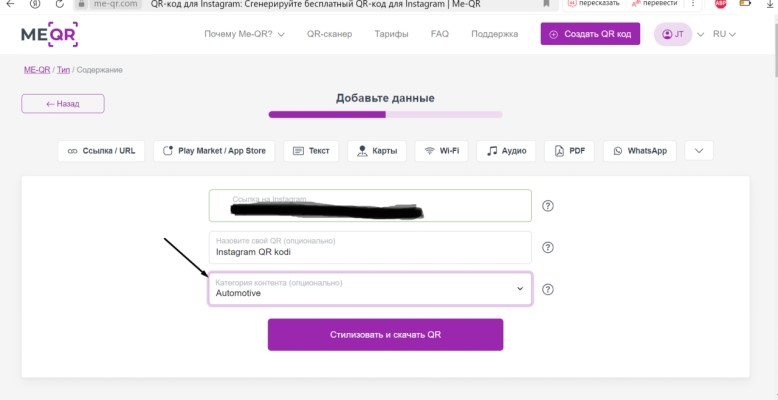 me-qr.com QR-код для Instagram: Сгенерируйте бесплатный QR-код для Instagram | Me-QR пересказать перевести ABP
ME QR Почему Me-QR? QR-сканер Тарифы FAQ Поддержка Создать QR код JT RU
ME-QR / Тип / Содержание
← Назад
Добавьте данные
Ссылка / URL Play Market / App Store Текст Карты Wi-Fi Аудио PDF WhatsApp
Ссылка на Instagram
Назовите свой QR (опционально)
Instagram QR kodi
Категория контента (опционально)
Automotive
Стилизовать и скачать QR